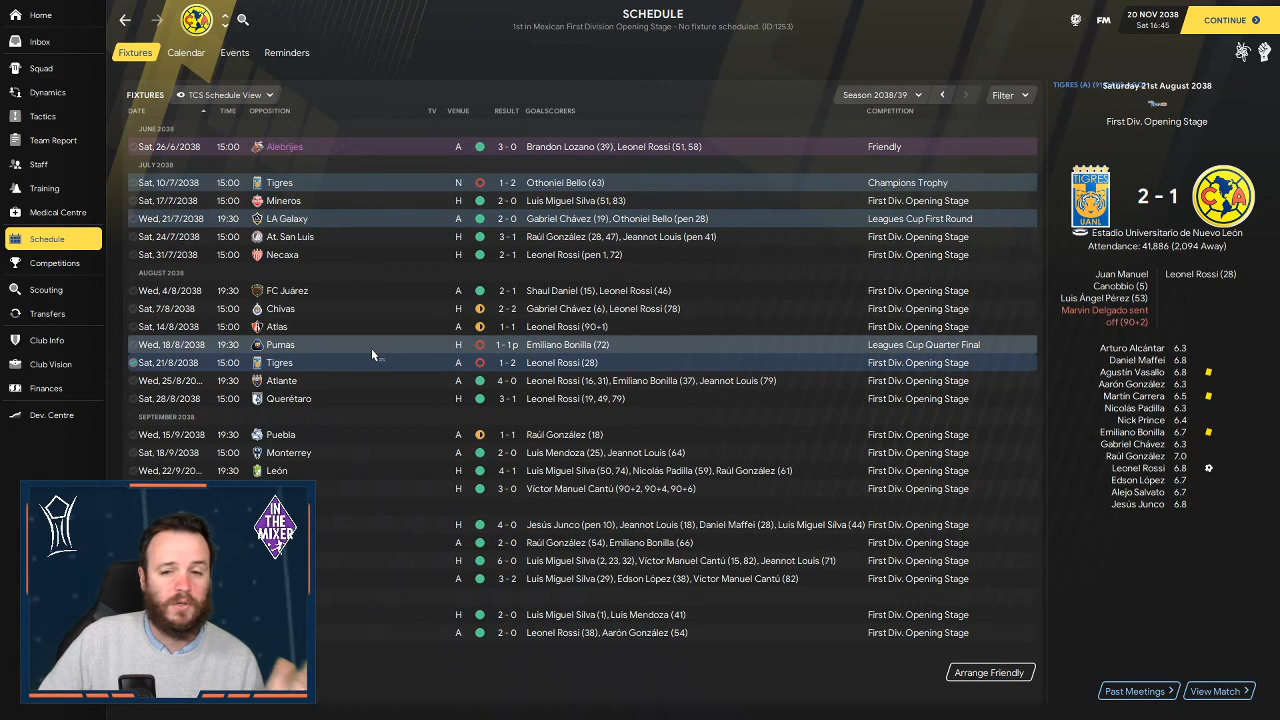 Home
Inbox
Squad
Dynamics
Tactics
Team Report
Staff
Training
Medical Centre
Schedule
Competitions
Scouting
Transfers
Club Info
Club Vision
Finances
Dev. Centre
SCHEDULE
1st in Mexican First Division Opening Stage - No fixture scheduled. (ID:1253)
FM
20 NOV 2038
Sat 16:45
CONTINUE
Fixtures Calendar Events Reminders
FIXTURES TCS Schedule View Season 2038/39 Filter
DATE TIME OPPOSITION TV VENUE RESULT GOALSCORERS COMPETITION
JUNE 2038
Sat, 26/6/2038 15:00 Alebrijes A 3 - 0 Brandon Lozano (39), Leonel Rossi (51, 58) Friendly
JULY 2038
Sat, 10/7/2038 15:00 Tigres N 1 - 2 Othoniel Bello (63) Champions Trophy
Sat, 17/7/2038 15:00 Mineros H 2 - 0 Luis Miguel Silva (51, 83) First Div. Opening Stage
Wed, 21/7/2038 19:30 LA Galaxy A 2 - 0 Gabriel Chávez (19), Othoniel Bello (pen 28) Leagues Cup First Round
Sat, 24/7/2038 15:00 At. San Luis H 3 - 1 Raúl González (28, 47), Jeannot Louis (pen 41) First Div. Opening Stage
Sat, 31/7/2038 15:00 Necaxa H 2 - 1 Leonel Rossi (pen 1, 72) First Div. Opening Stage
AUGUST 2038
Wed, 4/8/2038 19:30 FC Juárez A 2 - 1 Shaul Daniel (15), Leonel Rossi (46) First Div. Opening Stage
Sat, 7/8/2038 15:00 Chivas H 2 - 2 Gabriel Chávez (6), Leonel Rossi (78) First Div. Opening Stage
Sat, 14/8/2038 15:00 Atlas A 1 - 1 Leonel Rossi (90+1) First Div. Opening Stage
Wed, 18/8/2038 19:30 Pumas H 1 - 1 p Emiliano Bonilla (72) Leagues Cup Quarter Final
Sat, 21/8/2038 15:00 Tigres A 1 - 2 Leonel Rossi (28) First Div. Opening Stage
Wed, 25/8/20... 19:30 Atlante A 4 - 0 Leonel Rossi (16, 31), Emiliano Bonilla (37), Jeannot Louis (79) First Div. Opening Stage
Sat, 28/8/2038 15:00 Querétaro H 3 - 1 Leonel Rossi (19, 49, 79) First Div. Opening Stage
SEPTEMBER 2038
Wed, 15/9/2038 19:30 Puebla A 1 - 1 Raúl González (18) First Div. Opening Stage
Sat, 18/9/2038 15:00 Monterrey A 2 - 0 Luis Mendoza (25), Jeannot Louis (64) First Div. Opening Stage
Wed, 22/9/20... 19:30 León H 4 - 1 Luis Miguel Silva (50, 74), Nicolás Padilla (59), Raúl González (61) First Div. Opening Stage
H 3 - 0 Víctor Manuel Cantú (90+2, 90+4, 90+6) First Div. Opening Stage
H 4 - 0 Jesús Junco (pen 10), Jeannot Louis (18), Daniel Maffei (28), Luis Miguel Silva (44) First Div. Opening Stage
A 2 - 0 Raúl González (54), Emiliano Bonilla (66) First Div. Opening Stage
H 6 - 0 Luis Miguel Silva (2, 23, 32), Víctor Manuel Cantú (15, 82), Jeannot Louis (71) First Div. Opening Stage
A 3 - 2 Luis Miguel Silva (29), Edson López (38), Víctor Manuel Cantú (82) First Div. Opening Stage
H 2 - 0 Luis Miguel Silva (1), Luis Mendoza (41) First Div. Opening Stage
A 2 - 0 Leonel Rossi (38), Aarón González (54) First Div. Opening Stage
Arrange Friendly
TIGRES (A)
Saturday 21st August 2038
First Div. Opening Stage
TIGRES
UANL
2 - 1
CA
Estadio Universitario de Nuevo León
Attendance: 41,886 (2,094 Away)
Juan Manuel Leonel Rossi (28)
Canobbio (5)
Luis Ángel Pérez (53)
Marvin Delgado sent
off (90+2)
Arturo Alcántar 6.3
Daniel Maffei 6.8
Agustín Vasallo 6.8
Aarón González 6.3
Martín Carrera 6.5
Nicolás Padilla 6.3
Nick Prince 6.4
Emiliano Bonilla 6.7
Gabriel Chávez 6.3
Raúl González 7.0
Leonel Rossi 6.8
Edson López 6.7
Alejo Salvato 6.7
Jesús Junco 6.8
Past Meetings View Match
IN
THE
MIXER